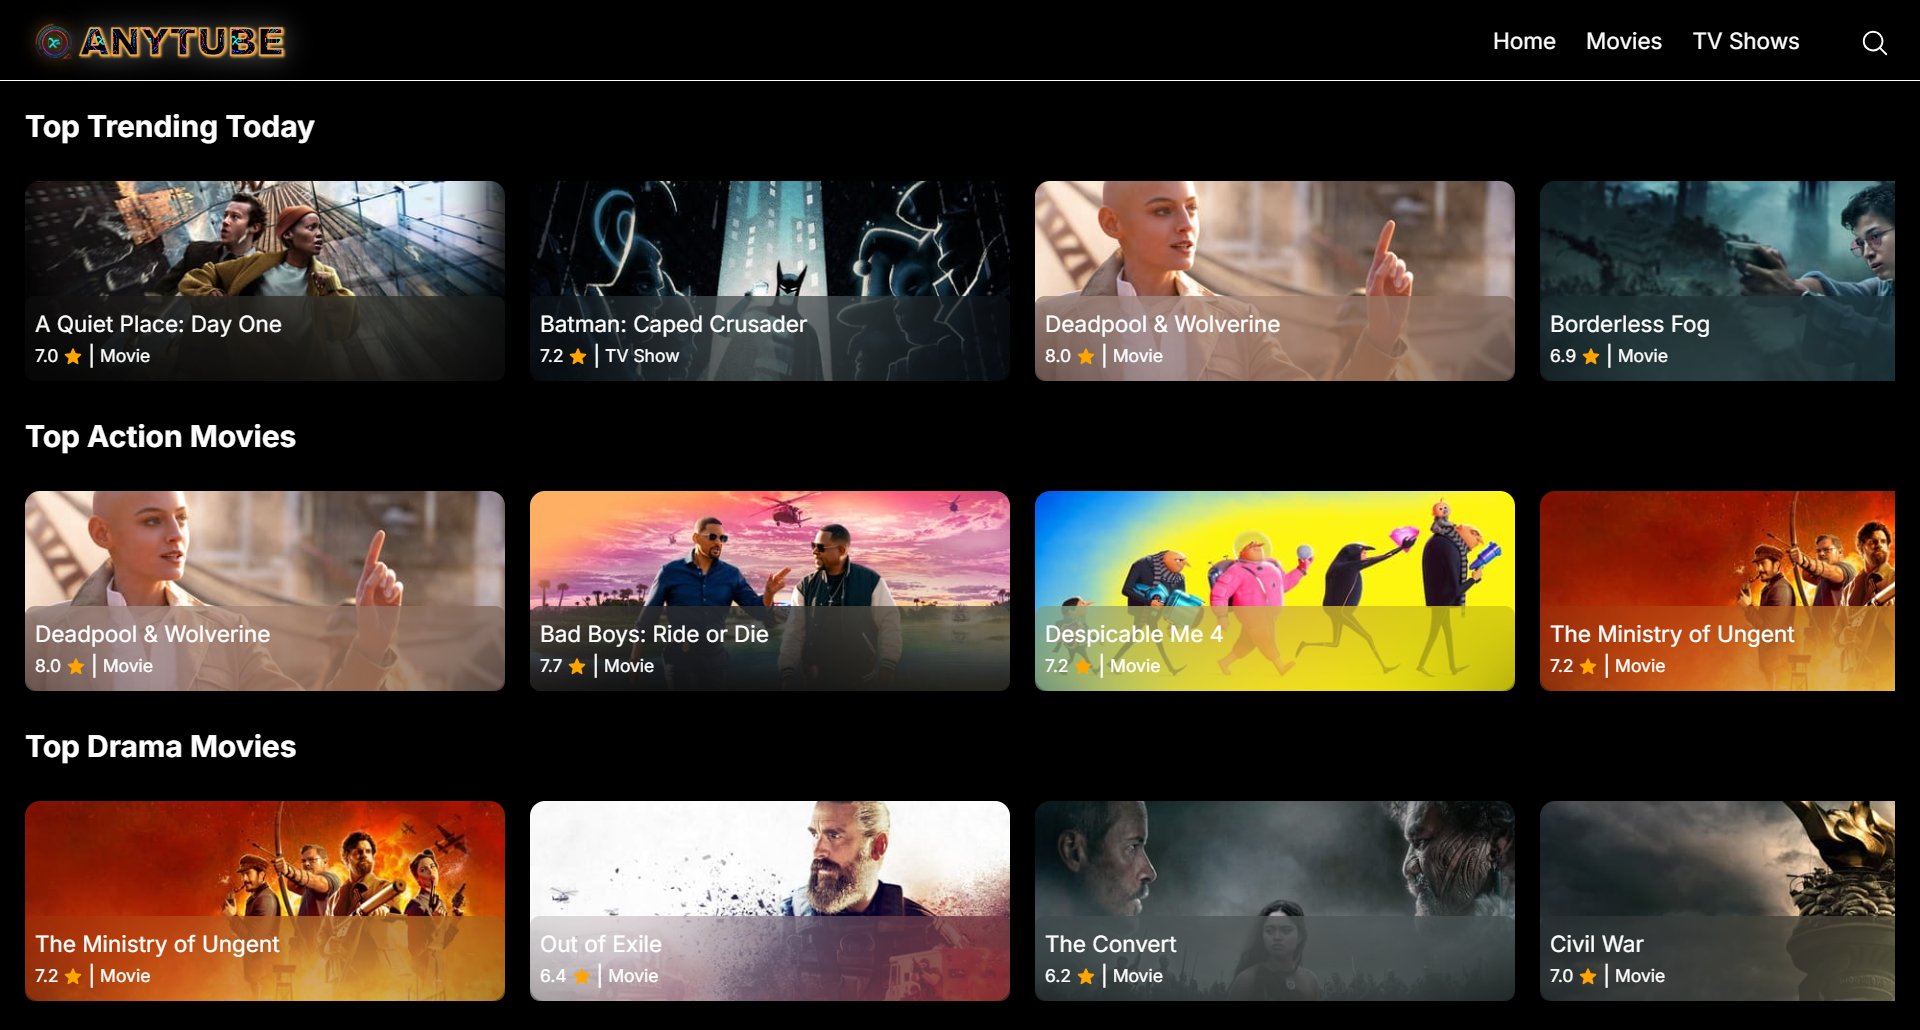 ANYTUBE
Home Movies TV Shows
Top Trending Today
A Quiet Place: Day One
7.0 | Movie
Batman: Caped Crusader
7.2 | TV Show
Deadpool & Wolverine
8.0 | Movie
Borderless Fog
6.9 | Movie
Top Action Movies
Deadpool & Wolverine
8.0 | Movie
Bad Boys: Ride or Die
7.7 | Movie
Despicable Me 4
7.2 | Movie
The Ministry of Ungent
7.2 | Movie
Top Drama Movies
The Ministry of Ungent
7.2 | Movie
Out of Exile
6.4 | Movie
The Convert
6.2 | Movie
Civil War
7.0 | Movie